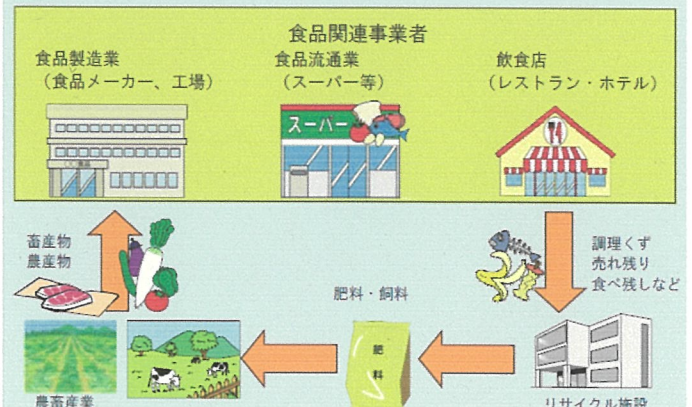 食品関連事業者
食品製造業
（食品メーカー、工場）
食品流通業
（スーパー等）
飲食店
（レストラン・ホテル）
スーパー
〇〇食品
畜産物
農産物
調理くず
売れ残り
食べ残しなど
肥料・飼料
肥
料
農畜産業
リサイクル施設